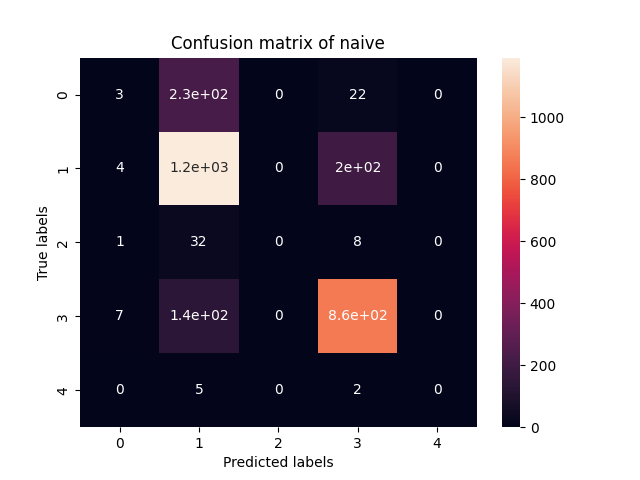 Confusion matrix of naive
0 3 2.3e+02 0 22 0
1 4 1.2e+03 0 2e+02 0
2 1 32 0 8 0
3 7 1.4e+02 0 8.6e+02 0
4 0 5 0 2 0
0 1 2 3 4
Predicted labels
True labels
1000
800
600
400
200
0